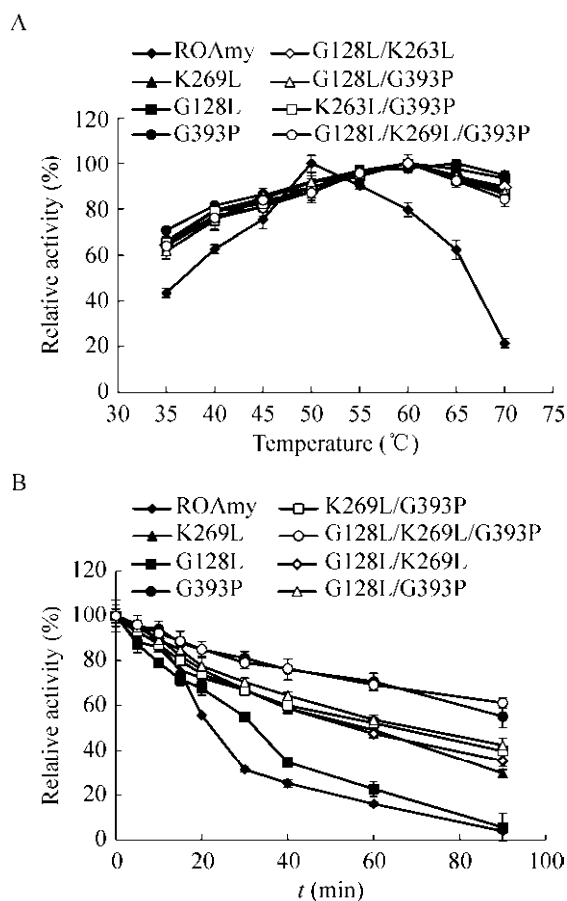 A
ROAmy
G128L/K263L
K269L
G128L/G393P
G128L
K263L/G393P
G393P
G128L/K269L/G393P
Relative activity (%)
120
100
80
60
40
20
0
30 35 40 45 50 55 60 65 70 75
Temperature (℃)
B
ROAmy
K269L/G393P
K269L
G128L/K269L/G393P
G128L
G128L/K269L
G393P
G128L/G393P
Relative activity (%)
120
100
80
60
40
20
0
0 20 40 60 80 100
t (min)